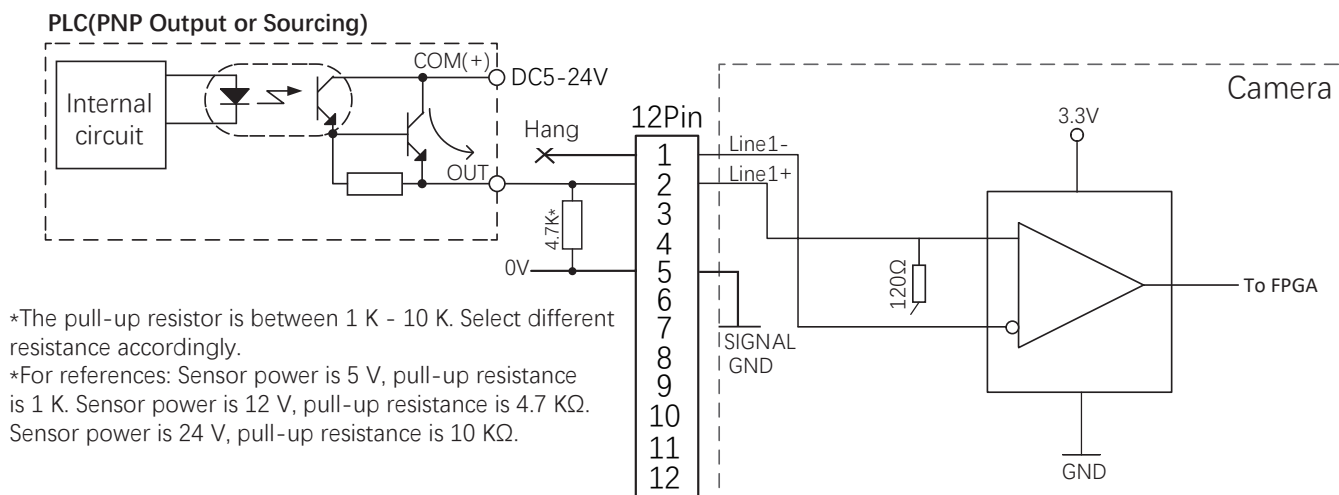 PLC(PNP Output or Sourcing)
COM(+)
DC5-24V
Internal
circuit
OUT
Hang
12Pin
Camera
3.3V
1
2
3
4
5
6
7
8
9
10
11
12
Line1-
Line1+
4.7K*
0V
120Ω
To FPGA
SIGNAL
GND
GND
*The pull-up resistor is between 1 K - 10 K. Select different
resistance accordingly.
*For references: Sensor power is 5 V, pull-up resistance
is 1 K. Sensor power is 12 V, pull-up resistance is 4.7 KΩ.
Sensor power is 24 V, pull-up resistance is 10 KΩ.